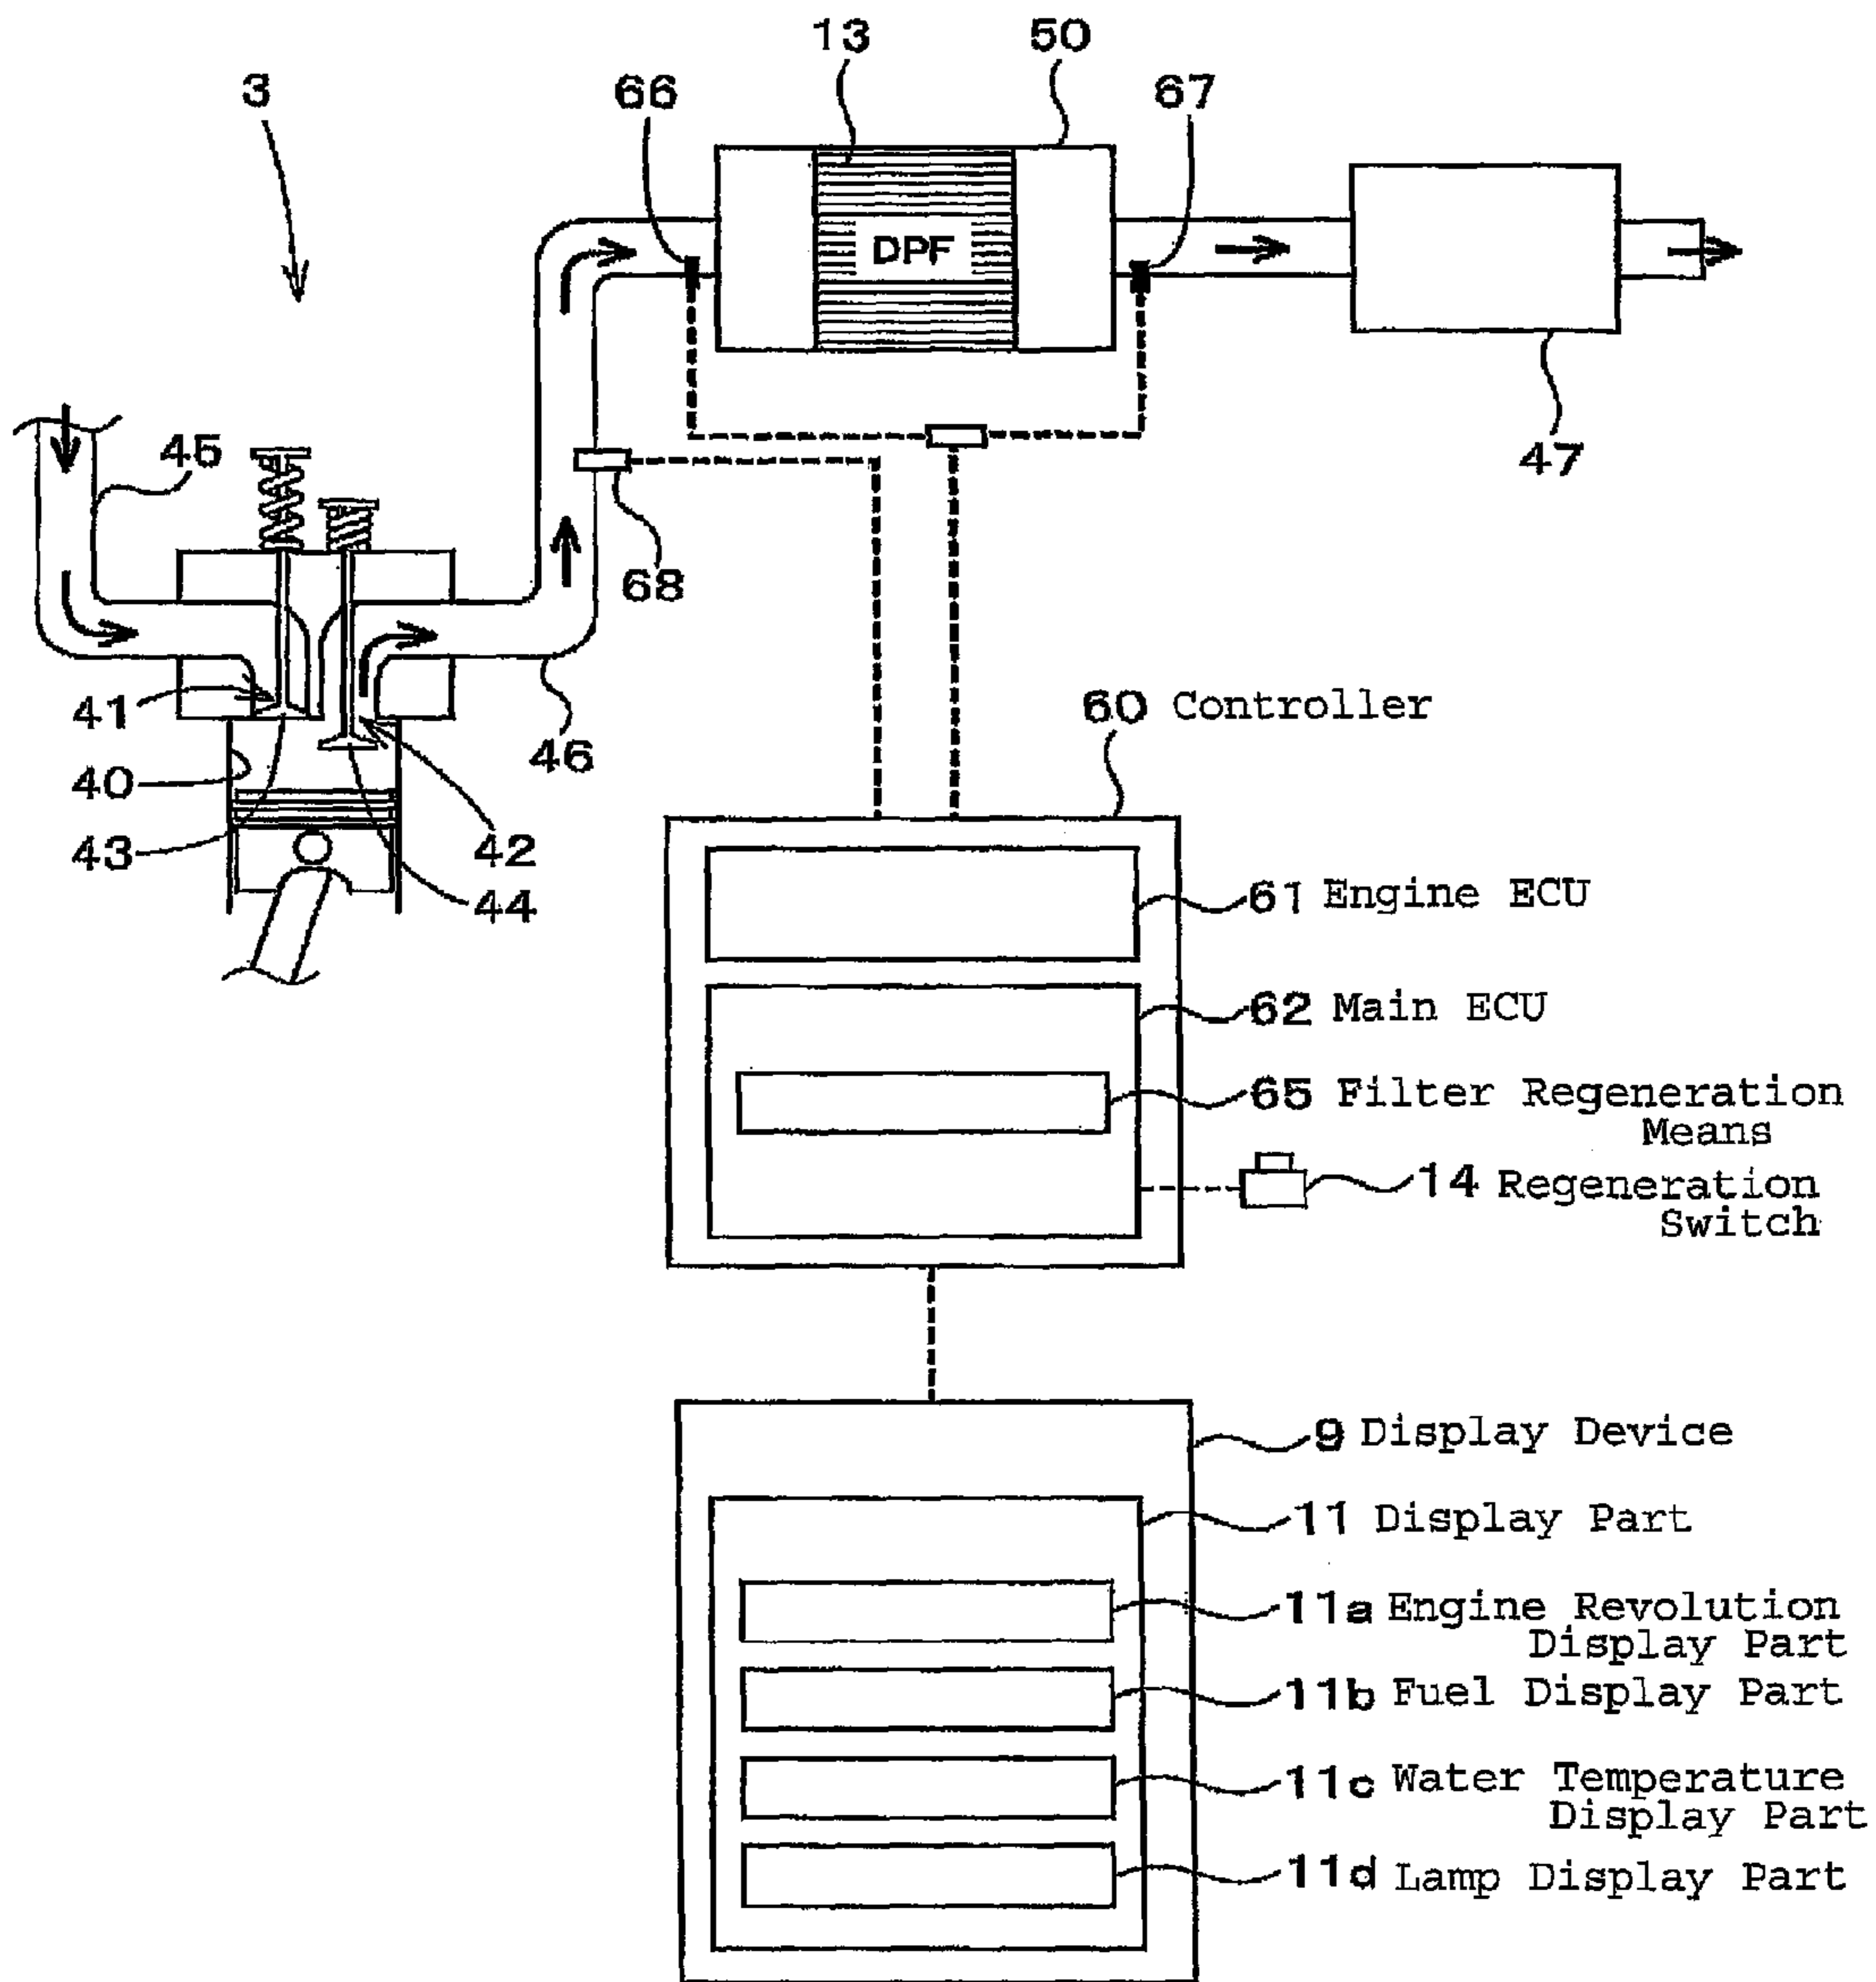 13
50
3
66
67
DPF
45
47
68
41
46
60 Controller
40
43
42
44
61 Engine ECU
62 Main ECU
65 Filter Regeneration
Means
14 Regeneration
Switch
9 Display Device
11 Display Part
11a Engine Revolution
Display Part
11b Fuel Display Part
11c Water Temperature
Display Part
11d Lamp Display Part